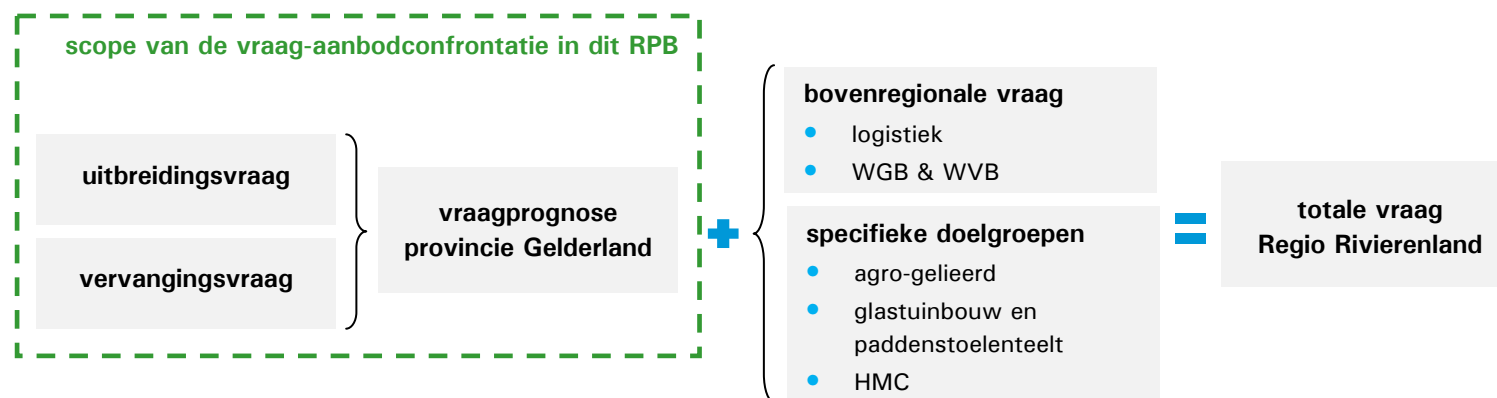 scope van de vraag-aanbodconfrontatie in dit RPB
uitbreidingsvraag
vervangingsvraag
vraagprognose
provincie Gelderland
bovenregionale vraag
• logistiek
• WGB & WVB
specifieke doelgroepen
• agro-gelieerd
• glastuinbouw en
paddenstoelenteelt
• HMC
totale vraag
Regio Rivierenland